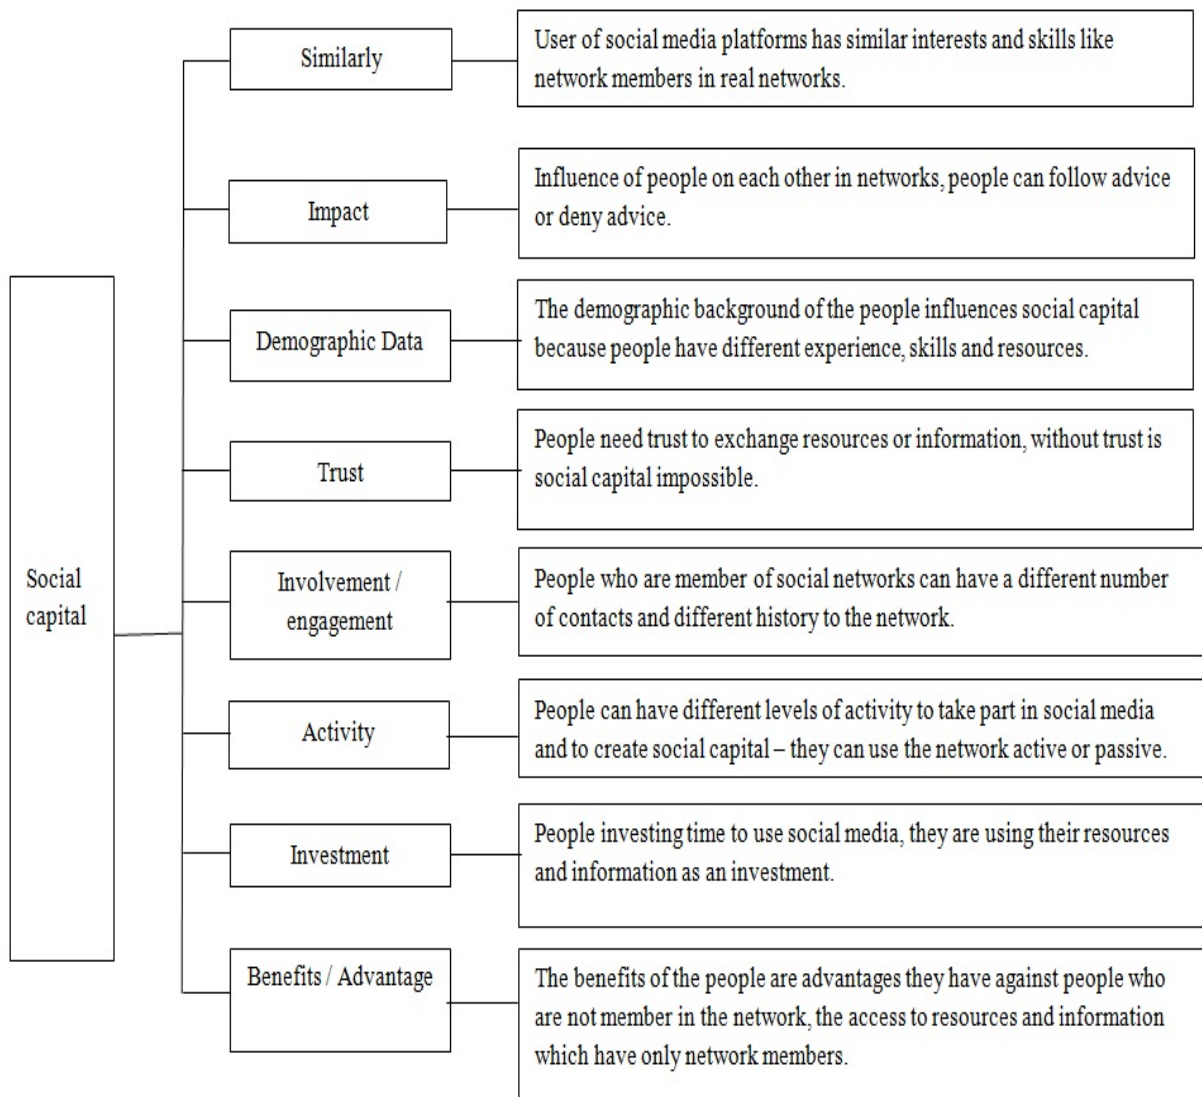 Similarly
User of social media platforms has similar interests and skills like
network members in real networks.
Impact
Influence of people on each other in networks, people can follow advice
or deny advice.
Demographic Data
The demographic background of the people influences social capital
because people have different experience, skills and resources.
Trust
People need trust to exchange resources or information, without trust is
social capital impossible.
Social
capital
Involvement /
engagement
People who are member of social networks can have a different number
of contacts and different history to the network.
Activity
People can have different levels of activity to take part in social media
and to create social capital – they can use the network active or passive.
Investment
People investing time to use social media, they are using their resources
and information as an investment.
Benefits / Advantage
The benefits of the people are advantages they have against people who
are not member in the network, the access to resources and information
which have only network members.